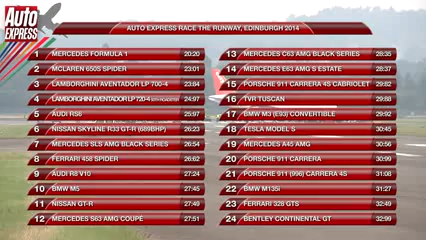 Auto EXPRESS
AUTO EXPRESS RACE THE RUNWAY, EDINBURGH 2014
1 MERCEDES FORMULA 1 20:20
2 MCLAREN 650S SPIDER 23:01
3 LAMBORGHINI AVENTADOR LP 700-4 23:04
4 LAMBORGHINI AVENTADOR LP 720-4 24:97
5 AUDI RS6 25:97
6 NISSAN SKYLINE R33 GT-R (689BHP) 26:23
7 MERCEDES SLS AMG BLACK SERIES 26:54
8 FERRARI 458 SPIDER 26:62
9 AUDI R8 V10 27:24
10 BMW M5 27:45
11 NISSAN GT-R 27:49
12 MERCEDES S63 AMG COUPE 27:51
13 MERCEDES C63 AMG BLACK SERIES 28:35
14 MERCEDES E63 AMG S ESTATE 28:37
15 PORSCHE 911 CARRERA 4S CABRIOLET 29:82
16 TVR TUSCAN 29:88
17 BMW M3 (E93) CONVERTIBLE 29:92
18 TESLA MODEL S 30:45
19 MERCEDES A45 AMG 30:56
20 PORSCHE 911 CARRERA 30:90
21 PORSCHE 911 (996) CARRERA 4S 31:08
22 BMW M135i 31:27
23 FERRARI 328 GTS 32:49
24 BENTLEY CONTINENTAL GT 32:99